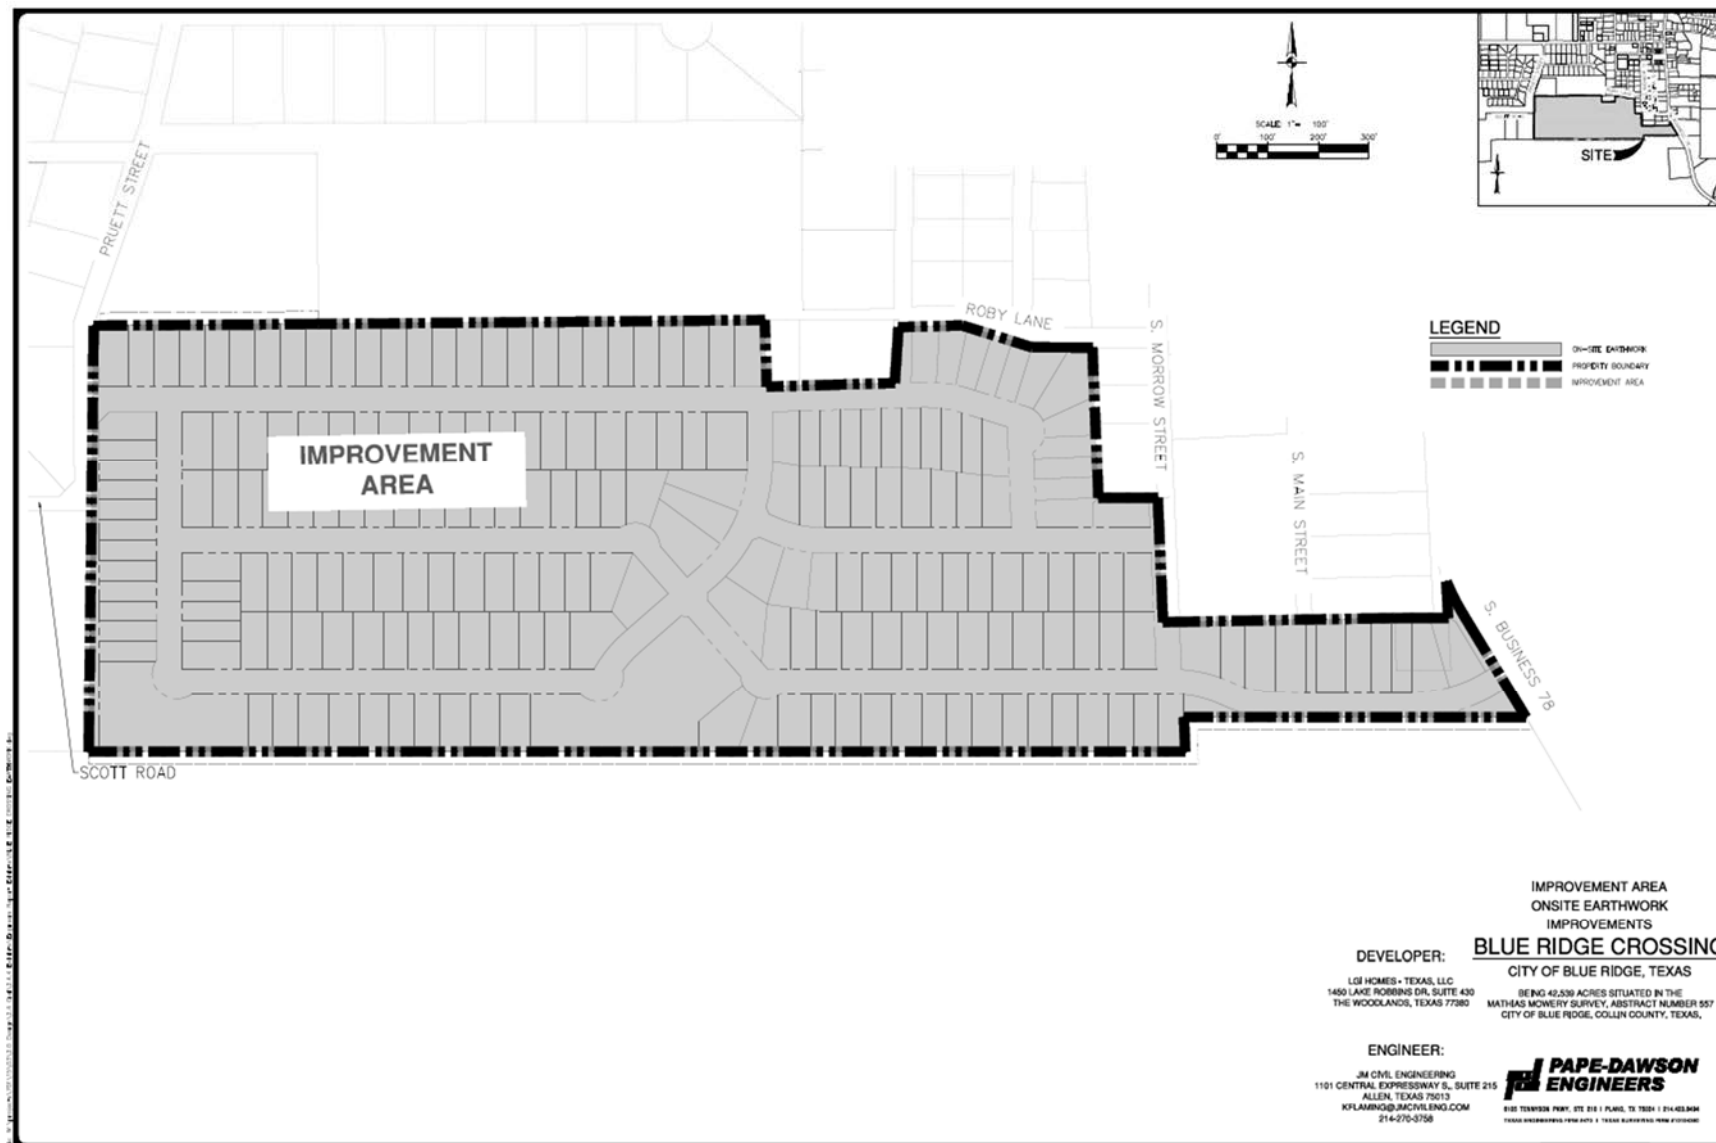 SCALE: 1"= 100'
0' 100' 200' 300'
SITE
PRUETT STREET
ROBY LANE
S. MORROW STREET
S. MAIN STREET
S. BUSINESS 78
SCOTT ROAD
IMPROVEMENT
AREA
LEGEND
ON-SITE EARTHWORK
PROPERTY BOUNDARY
IMPROVEMENT AREA
IMPROVEMENT AREA
ONSITE EARTHWORK
IMPROVEMENTS
BLUE RIDGE CROSSING
CITY OF BLUE RIDGE, TEXAS
BEING 42.539 ACRES SITUATED IN THE
MATHIAS MOWERY SURVEY, ABSTRACT NUMBER 557
CITY OF BLUE RIDGE, COLLIN COUNTY, TEXAS,
DEVELOPER:
LGI HOMES - TEXAS, LLC
1450 LAKE ROBBINS DR, SUITE 430
THE WOODLANDS, TEXAS 77380
ENGINEER:
JM CIVIL ENGINEERING
1101 CENTRAL EXPRESSWAY S., SUITE 215
ALLEN, TEXAS 75013
KFLAMING@JMCIVILENG.COM
214-270-3758
PAPE-DAWSON
ENGINEERS